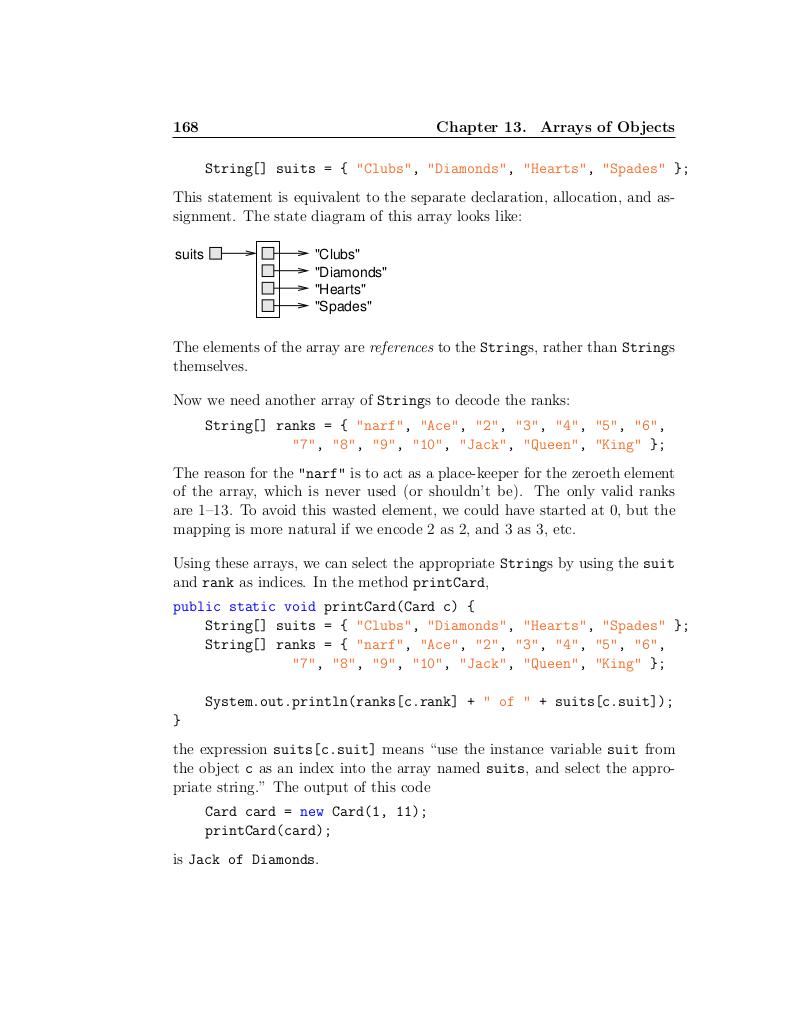 168 Chapter 13. Arrays of Objects
String[] suits = { "Clubs", "Diamonds", "Hearts", "Spades" };
This statement is equivalent to the separate declaration, allocation, and as-
signment. The state diagram of this array looks like:
suits "Clubs"
"Diamonds"
"Hearts"
"Spades"
The elements of the array are references to the Strings, rather than Strings
themselves.
Now we need another array of Strings to decode the ranks:
String[] ranks = { "narf", "Ace", "2", "3", "4", "5", "6",
"7", "8", "9", "10", "Jack", "Queen", "King" };
The reason for the "narf" is to act as a place-keeper for the zeroeth element
of the array, which is never used (or shouldn't be). The only valid ranks
are 1–13. To avoid this wasted element, we could have started at 0, but the
mapping is more natural if we encode 2 as 2, and 3 as 3, etc.
Using these arrays, we can select the appropriate Strings by using the suit
and rank as indices. In the method printCard,
public static void printCard(Card c) {
String[] suits = { "Clubs", "Diamonds", "Hearts", "Spades" };
String[] ranks = { "narf", "Ace", "2", "3", "4", "5", "6",
"7", "8", "9", "10", "Jack", "Queen", "King" };
System.out.println(ranks[c.rank] + " of " + suits[c.suit]);
}
the expression suits[c.suit] means “use the instance variable suit from
the object c as an index into the array named suits, and select the appro-
priate string.” The output of this code
Card card = new Card(1, 11);
printCard(card);
is Jack of Diamonds.